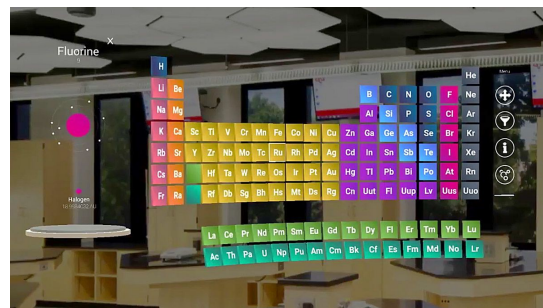 Fluorine
9
X
Menu
H He
Li Be B C N O F Ne
Na Mg Al Si P S Cl Ar
K Ca Sc Ti V Cr Mn Fe Co Ni Cu Zn Ga Ge As Se Br Kr
Rb Sr Y Zr Nb Mo Tc Ru Rh Pd Ag Cd In Sn Sb Te I Xe
Cs Ba Hf Ta W Re Os Ir Pt Au Hg Tl Pb Bi Po At Rn
Fr Ra Rf Db Sg Bh Hs Mt Ds Rg Cn Uut Fl Uup Lv Uus Uuo
La Ce Pr Nd Pm Sm Eu Gd Tb Dy Fl Er Tm Yb Lu
Ac Th Pa U Np Pu Am Cm Bk Cf Es Fm Md No Lr
Halogen